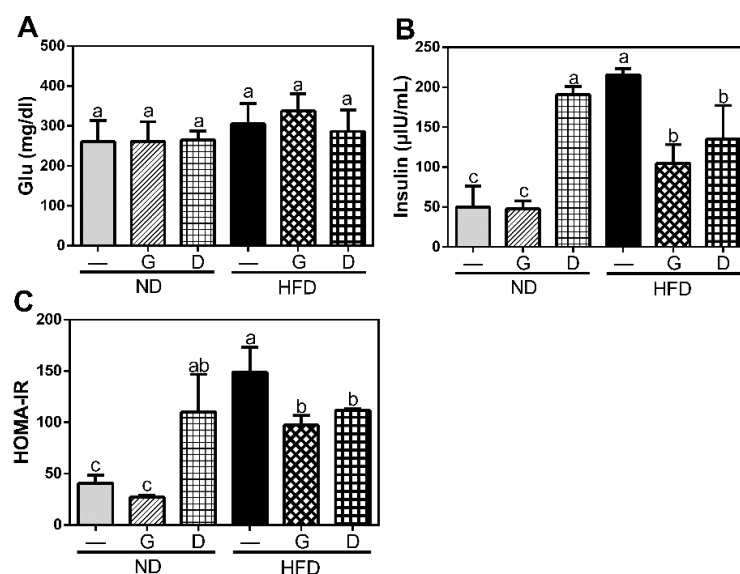 A
Glu (mg/dl)
500
400
300
200
100
0
a a a a a a
— G D — G D
ND HFD
B
Insulin (μIU/mL)
250
200
150
100
50
0
c c a a b b
— G D — G D
ND HFD
C
HOMA-IR
200
150
100
50
0
c c ab a b b
— G D — G D
ND HFD